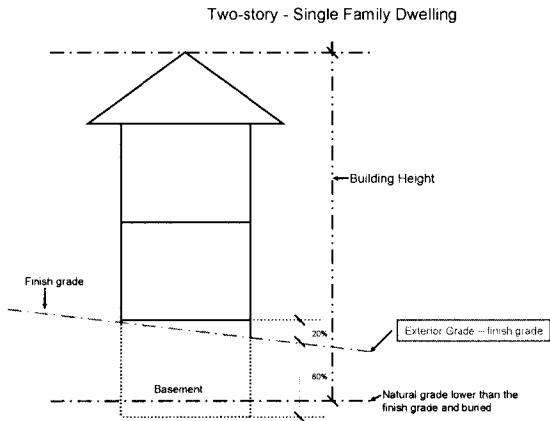 Two-story - Single Family Dwelling
Building Height
Finish grade
20%
Exterior Grade - finish grade
60%
Basement
Natural grade lower than the
finish grade and buried